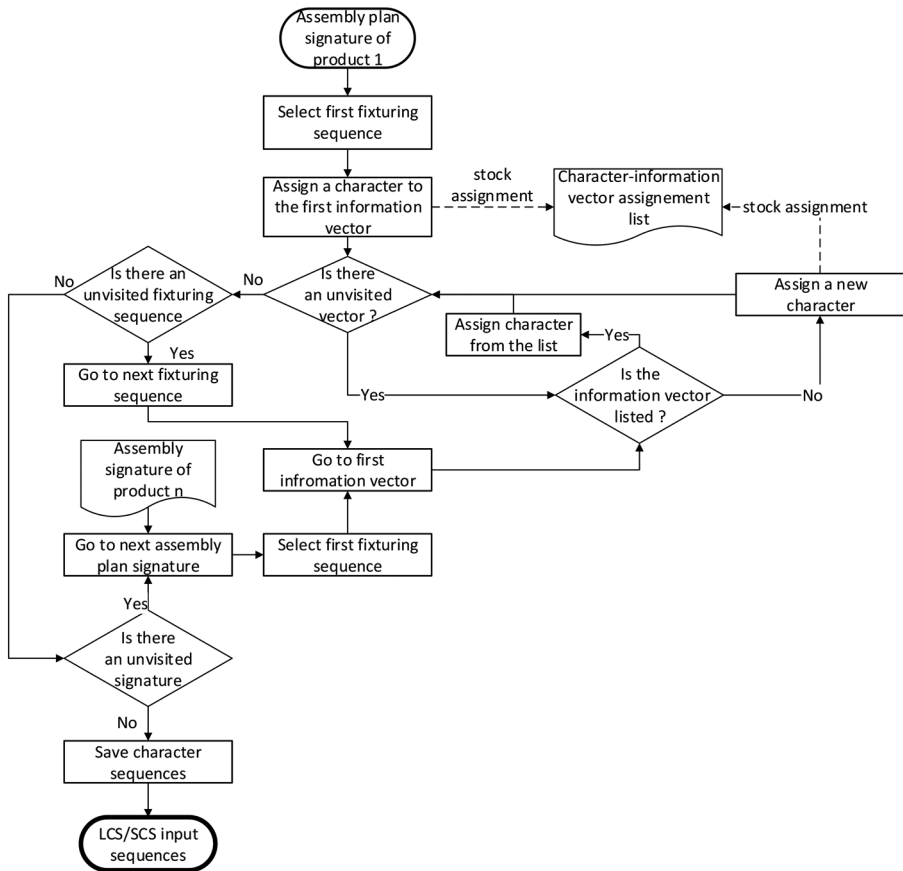 Assembly plan
signature of
product 1
Select first fixturing
sequence
Assign a character to
the first information
vector
stock
assignment
Character-information
vector assignement
list
stock assignment
No
Is there an
unvisited fixturing
sequence
No
Is there
an unvisited
vector ?
Assign a new
character
Assign character
from the list
Yes
Yes
Go to next fixturing
sequence
Yes
Is the
information vector
listed ?
No
Assembly
signature of
product n
Go to first
infromation vector
Go to next assembly
plan signature
Select first fixturing
sequence
Yes
Is there
an unvisited
signature
No
Save character
sequences
LCS/SCS input
sequences